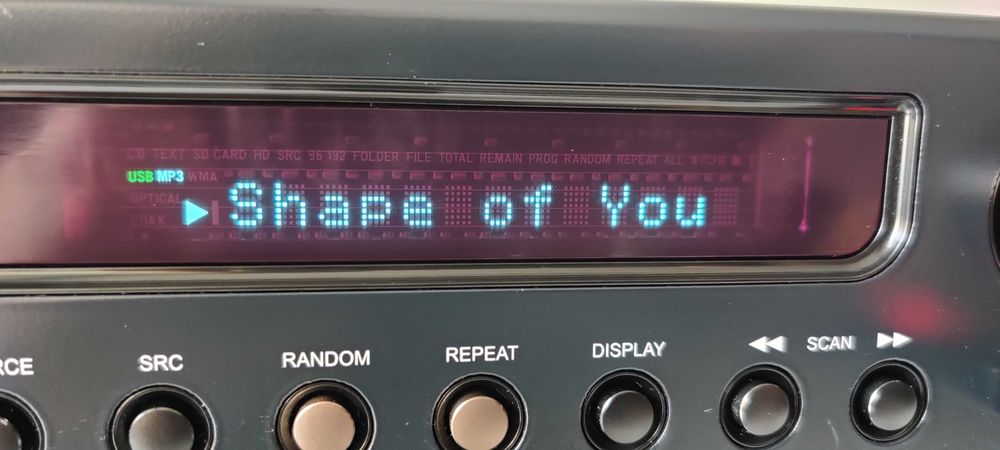 CD TEXT SD CARD HD SRC 96 192 FOLDER FILE TOTAL REMAIN PROG RANDOM REPEAT ALL A
USB MP3 WMA
OPTICAL
COAX
Shape of You
RCE SRC RANDOM REPEAT DISPLAY SCAN